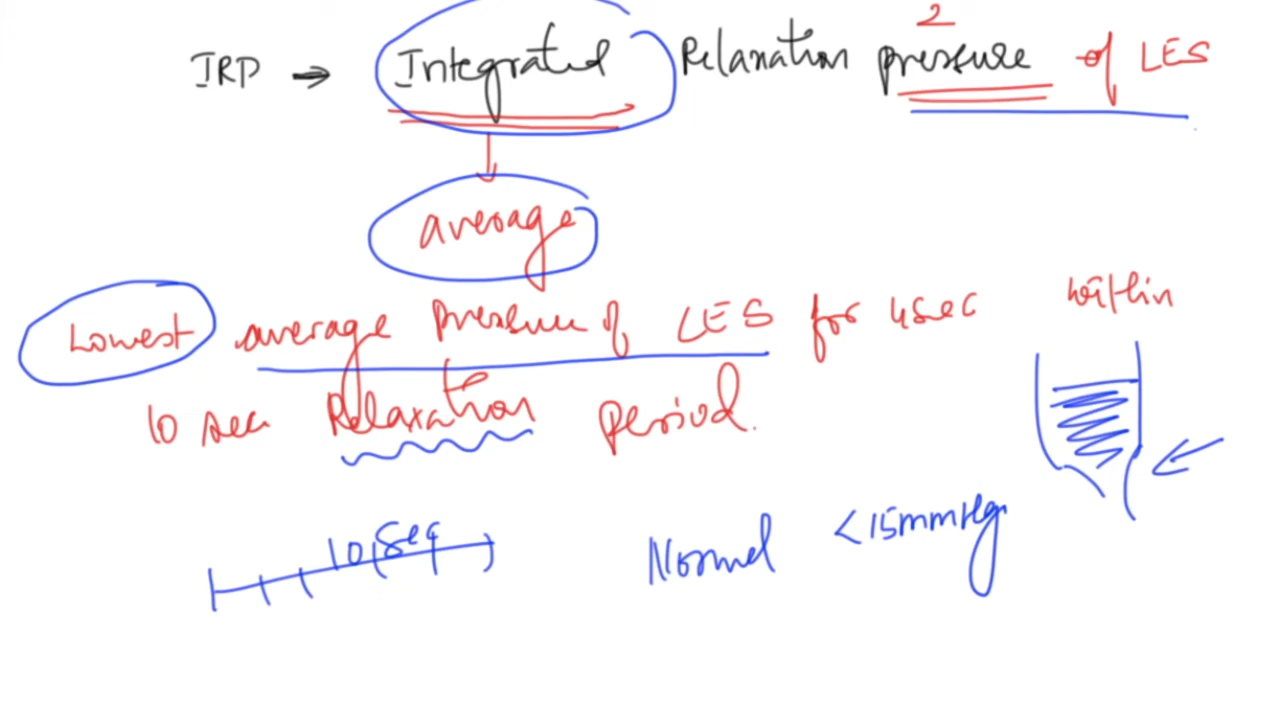 IRP → Integrated Relaxation pressure of LES
2
average
Lowest average Pressure of LES for 4sec within
10 sec Relaxation Period.
10 Sec
Normal <15mmHg